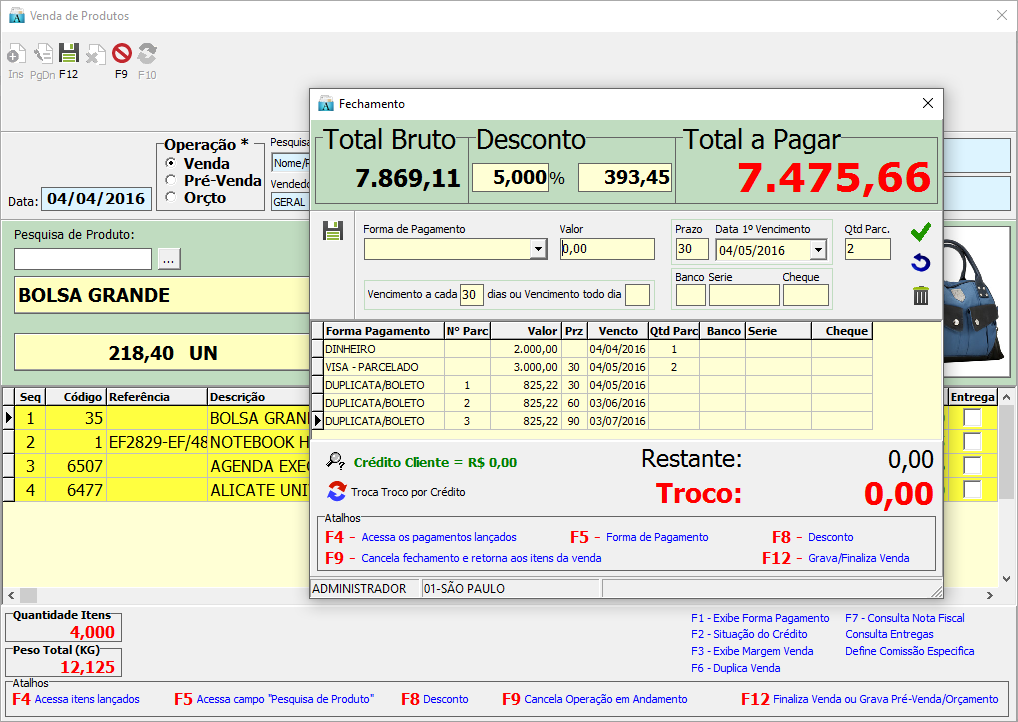 Venda de Produtos
Ins PgDn F12 F9 F10
Data: 04/04/2016
Operação *
Venda
Pré-Venda
Orçto
Pesquisa
Nome/F
Vendedo
GERAL
Pesquisa de Produto:
...
BOLSA GRANDE
218,40 UN
Seq Código Referência Descrição Entrega
1 35 BOLSA GRAN
2 1 EF2829-EF/48 NOTEBOOK H
3 6507 AGENDA EXEC
4 6477 ALICATE UNI
Fechamento
Total Bruto Desconto Total a Pagar
7.869,11 5,000 % 393,45 7.475,66
Forma de Pagamento Valor Prazo Data 1º Vencimento Qtd Parc.
0,00 30 04/05/2016 2
Banco Serie Cheque
Vencimento a cada 30 dias ou Vencimento todo dia
Forma Pagamento N° Parc Valor Prz Vencto Qtd Parc Banco Serie Cheque
DINHEIRO 2.000,00 04/04/2016 1
VISA - PARCELADO 3.000,00 30 04/05/2016 2
DUPLICATA/BOLETO 1 825,22 30 04/05/2016
DUPLICATA/BOLETO 2 825,22 60 03/06/2016
DUPLICATA/BOLETO 3 825,22 90 03/07/2016
Crédito Cliente = R$ 0,00
Restante: 0,00
Troca Troco por Crédito
Troco: 0,00
Atalhos
F4 - Acessa os pagamentos lançados F5 - Forma de Pagamento F8 - Desconto
F9 - Cancela fechamento e retorna aos itens da venda F12 - Grava/Finaliza Venda
ADMINISTRADOR 01-SÃO PAULO
Quantidade Itens
4,000
Peso Total (KG)
12,125
F1 - Exibe Forma Pagamento F7 - Consulta Nota Fiscal
F2 - Situação do Crédito Consulta Entregas
F3 - Exibe Margem Venda Define Comissão Especifica
F6 - Duplica Venda
Atalhos
F4 Acessa itens lançados F5 Acessa campo "Pesquisa de Produto" F8 Desconto F9 Cancela Operação em Andamento F12 Finaliza Venda ou Grava Pré-Venda/Orçamento